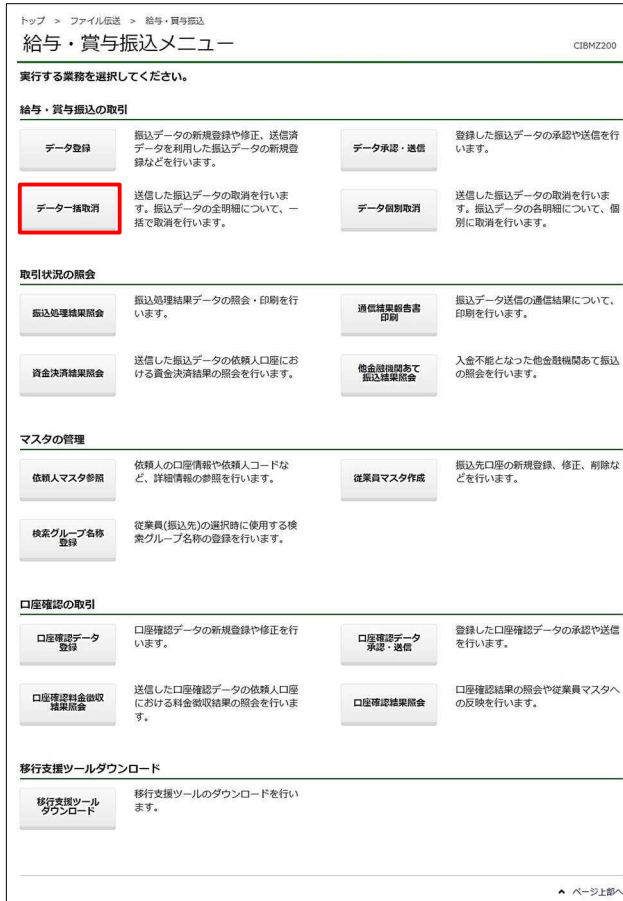 トップ > ファイル伝送 > 給与・賞与振込
給与・賞与振込メニュー
CIBMZ200
実行する業務を選択してください。
給与・賞与振込の取引
データ登録
振込データの新規登録や修正、送信済
データを利用した振込データの新規登
録などを行います。
データ承認・送信
登録した振込データの承認や送信を行
います。
データ一括取消
送信した振込データの取消を行いま
す。振込データの全明細について、一
括で取消を行います。
データ個別取消
送信した振込データの取消を行いま
す。振込データの各明細について、個
別に取消を行います。
取引状況の照会
振込処理結果照会
振込処理結果データの照会・印刷を行
います。
通信結果報告書
印刷
振込データ送信の通信結果について、
印刷を行います。
資金決済結果照会
送信した振込データの依頼人口座にお
ける資金決済結果の照会を行います。
他金融機関あて
振込結果照会
入金不能となった他金融機関あて振込
の照会を行います。
マスタの管理
依頼人マスタ参照
依頼人の口座情報や依頼人コードな
ど、詳細情報の参照を行います。
従業員マスタ作成
振込先口座の新規登録、修正、削除な
どを行います。
検索グループ名称
登録
従業員(振込先)の選択時に使用する検
索グループ名称の登録を行います。
口座確認の取引
口座確認データ
登録
口座確認データの新規登録や修正を行
います。
口座確認データ
承認・送信
登録した口座確認データの承認や送信
を行います。
口座確認料金徴収
結果照会
送信した口座確認データの依頼人口座
における料金徴収結果の照会を行いま
す。
口座確認結果照会
口座確認結果の照会や従業員マスタへ
の反映を行います。
移行支援ツールダウンロード
移行支援ツール
ダウンロード
移行支援ツールのダウンロードを行い
ます。
ページ上部へ